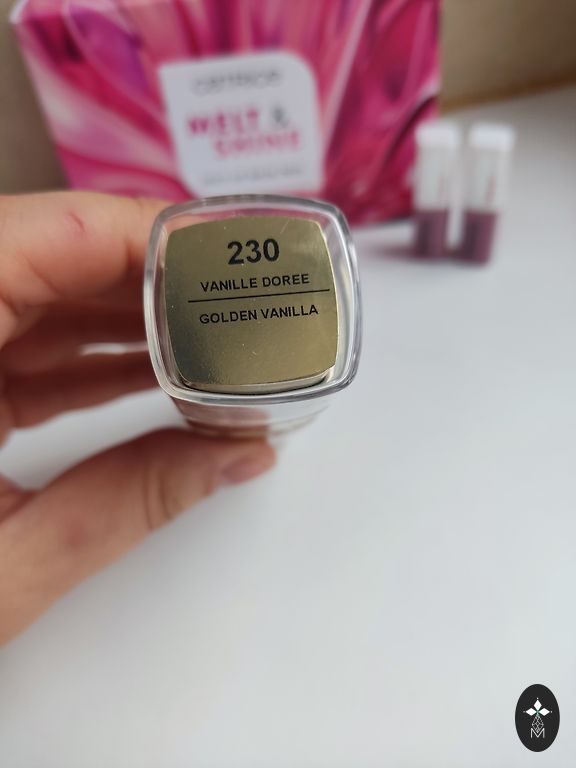 CATRICE
MELT &
SHINE
230
VANILLE DOREE
GOLDEN VANILLA
M